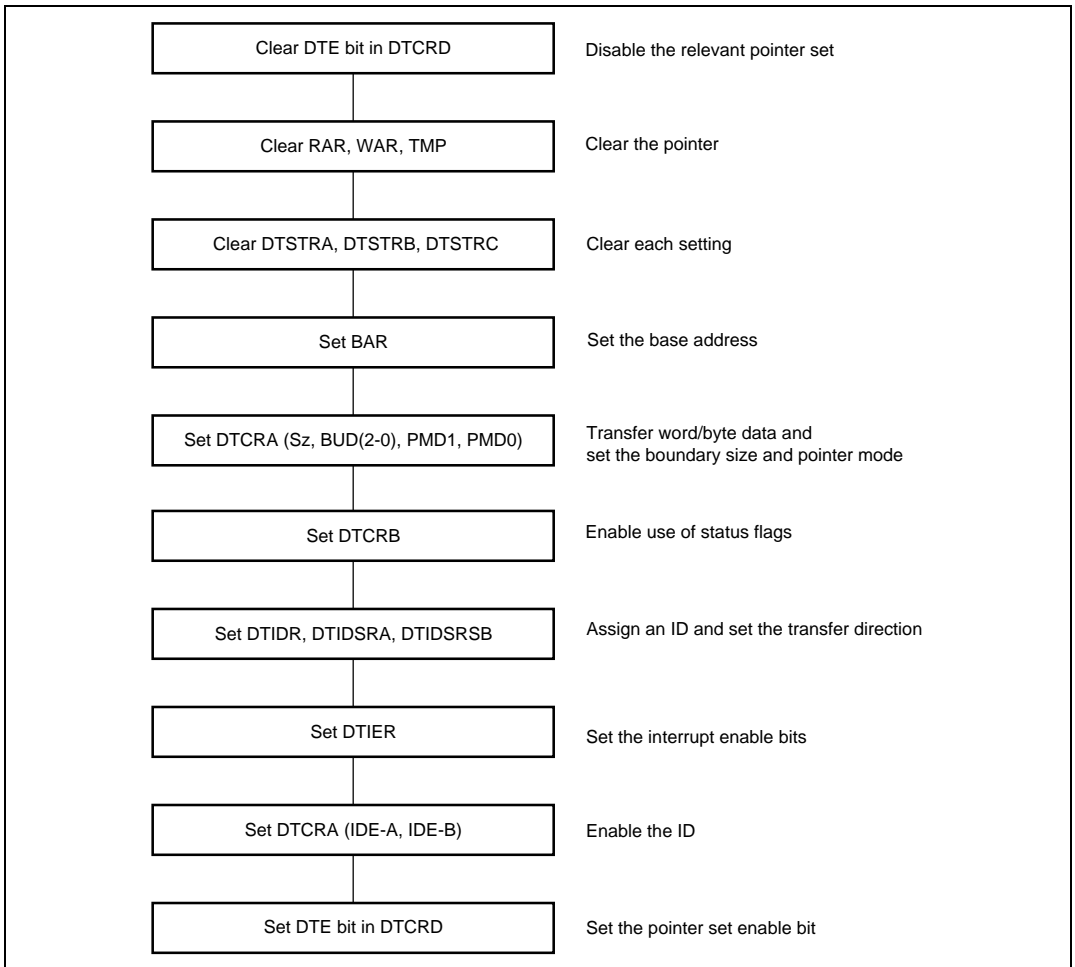 Clear DTE bit in DTCRD
Disable the relevant pointer set
Clear RAR, WAR, TMP
Clear the pointer
Clear DTSTRA, DTSTRB, DTSTRC
Clear each setting
Set BAR
Set the base address
Set DTCRA (Sz, BUD(2-0), PMD1, PMD0)
Transfer word/byte data and
set the boundary size and pointer mode
Set DTCRB
Enable use of status flags
Set DTIDR, DTIDSRA, DTIDSRSB
Assign an ID and set the transfer direction
Set DTIER
Set the interrupt enable bits
Set DTCRA (IDE-A, IDE-B)
Enable the ID
Set DTE bit in DTCRD
Set the pointer set enable bit